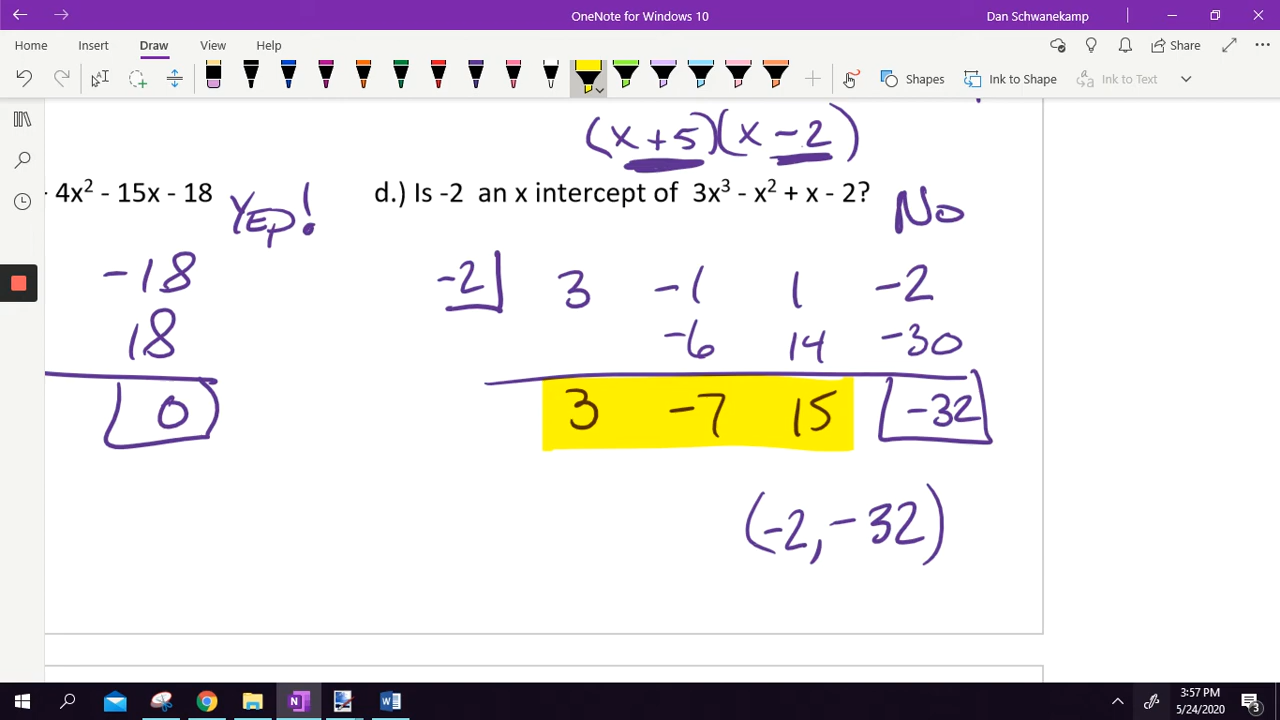 OneNote for Windows 10
Dan Schwanekamp
Home Insert Draw View Help
Share
Shapes Ink to Shape Ink to Text
(x + 5)(x - 2)
- 4x² - 15x - 18 YEP!
d.) Is -2 an x intercept of 3x³ - x² + x - 2? No
-18
18
0
-2 3 -1 1 -2
-6 14 -30
3 -7 15 -32
(-2, -32)
3:57 PM
5/24/2020
3